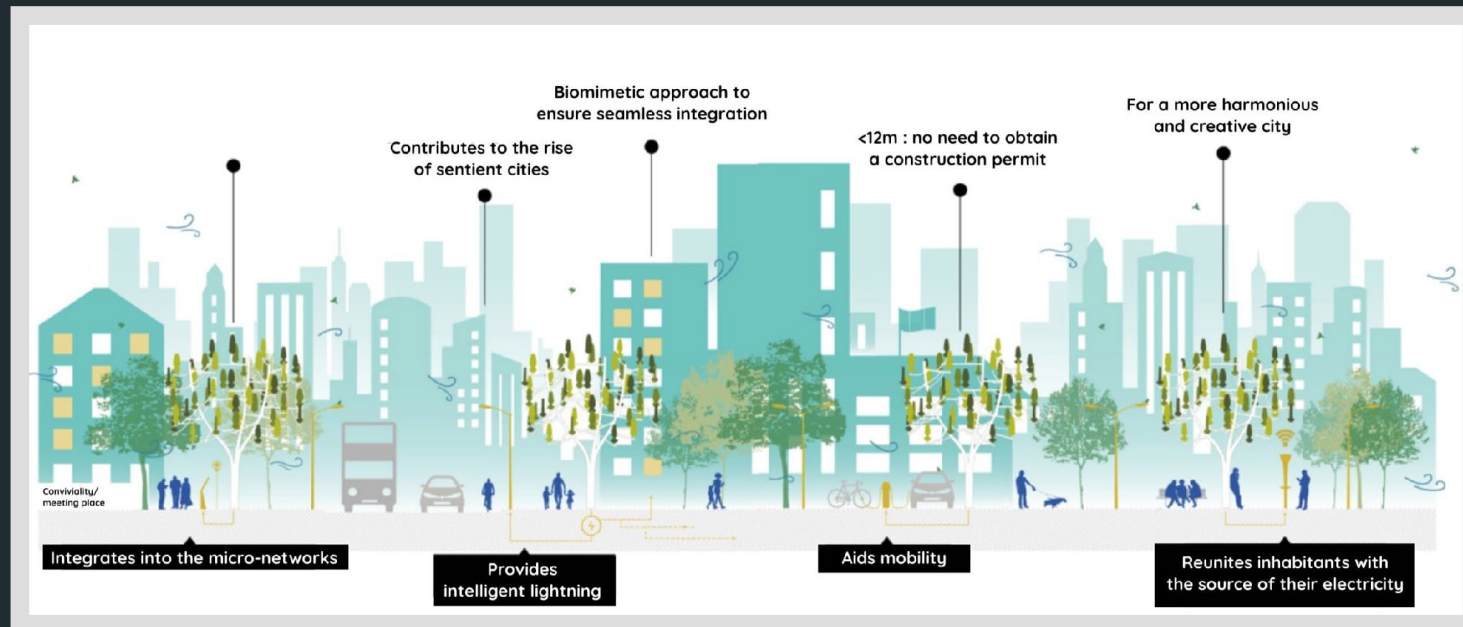 Biomimetic approach to
ensure seamless integration
Contributes to the rise
of sentient cities
<12m : no need to obtain
a construction permit
For a more harmonious
and creative city
Conviviality/
meeting place
Integrates into the micro-networks
Provides
intelligent lightning
Aids mobility
Reunites inhabitants with
the source of their electricity